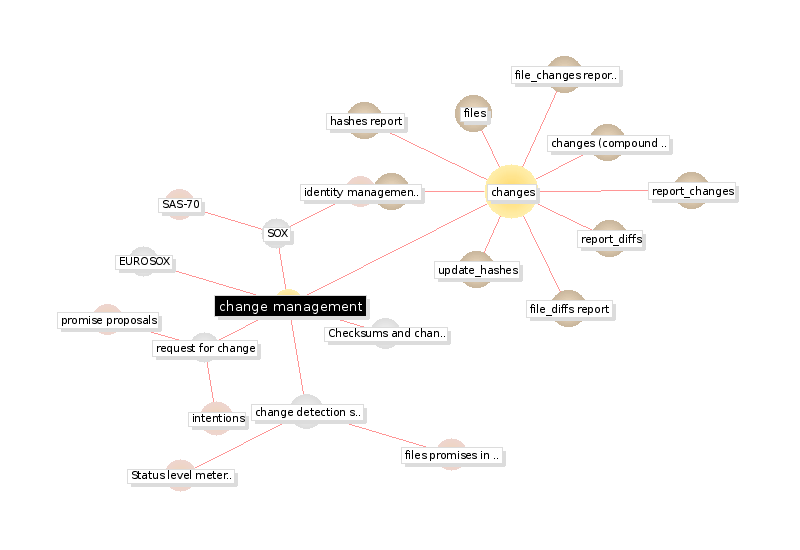 file_changes repor..
files
hashes report
changes (compound ..
identity managemen..
changes
report_changes
SAS-70
SOX
report_diffs
EUROSOX
update_hashes
change management
file_diffs report
promise proposals
Checksums and chan..
request for change
intentions
change detection s..
files promises in ..
Status level meter..